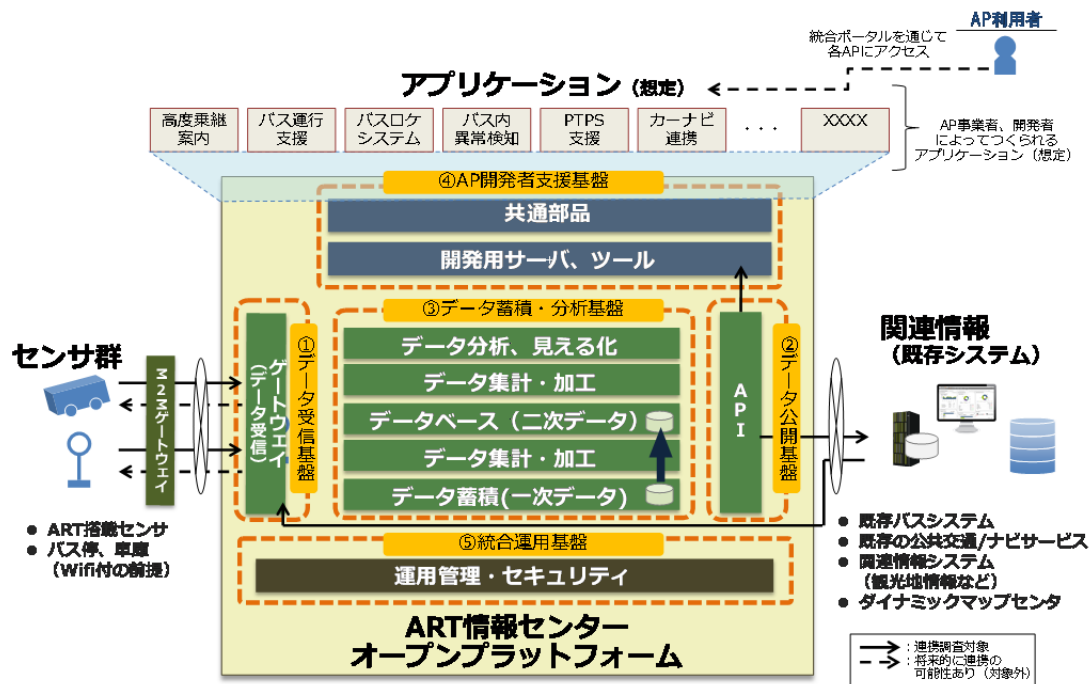 AP利用者
統合ポータルを通じて
各APにアクセス
アプリケーション（想定）
高度乗継
案内
バス運行
支援
バスロケ
システム
バス内
異常検知
PTPS
支援
カーナビ
連携
・・・
XXXX
AP事業者、開発者
によってつくられる
アプリケーション（想定）
④AP開発者支援基盤
共通部品
開発用サーバ、ツール
③データ蓄積・分析基盤
データ分析、見える化
データ集計・加工
データベース（二次データ）
データ集計・加工
データ蓄積(一次データ)
センサ群
M2Mゲートウェイ
ゲートウェイ
(データ受信)
①データ受信基盤
API
②データ公開基盤
関連情報
（既存システム）
● ART搭載センサ
● バス停、車庫
（Wifi付の前提）
● 既存バスシステム
● 既存の公共交通/ナビサービス
● 関連情報システム
（観光地情報など）
● ダイナミックマップセンタ
⑤統合運用基盤
運用管理・セキュリティ
ART情報センター
オープンプラットフォーム
：連携調査対象
：将来的に連携の
可能性あり（対象外）